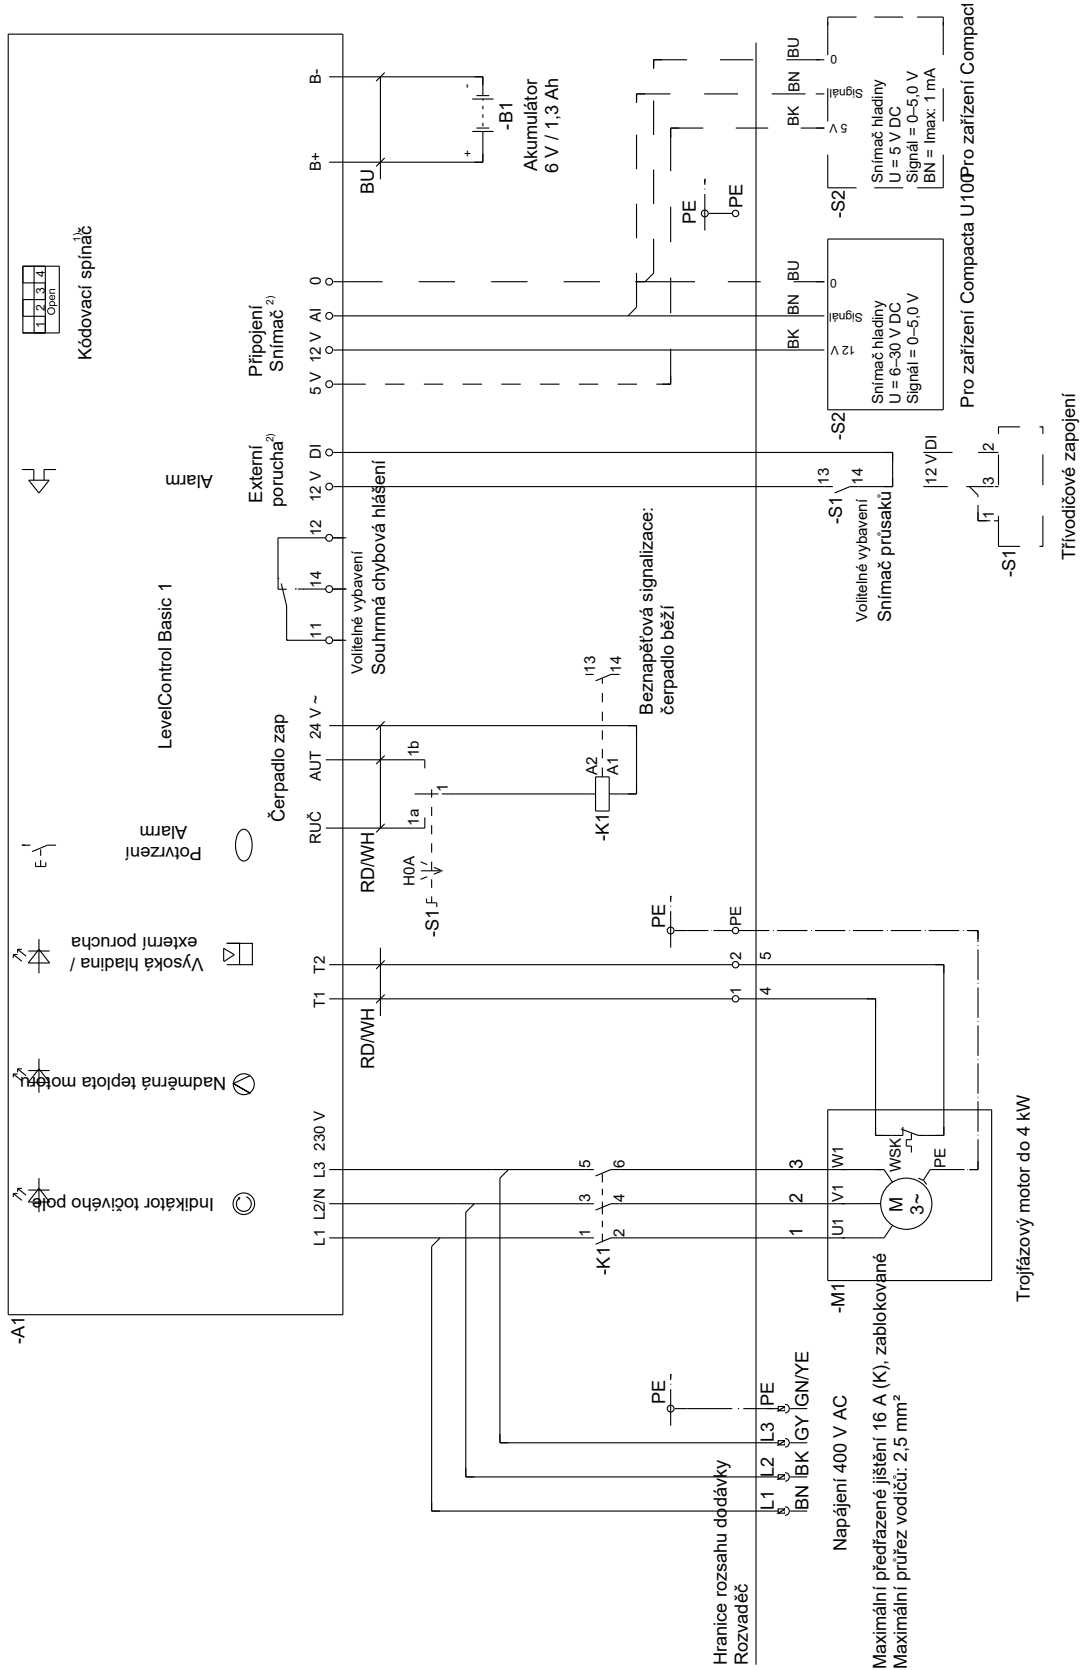 -A1
LevelControl Basic 1
Indikátor točivého pole
Nadměrná teplota motoru
Vysoká hladina /
externí porucha
Potvrzení
Alarm
Alarm
Kódovací spínač 1)
1 2 3 4
Open
L1 L2/N L3 230 V
T1 T2
Čerpadlo zap
RUČ AUT 24 V ~
11 14 12
Volitelné vybavení
Souhrnná chybová hlášení
Externí
porucha 2)
12 V DI
Připojení
Snímač 2)
5 V 12 V AI 0
B+ B-
BU
+ -
-B1
Akumulátor
6 V / 1,3 Ah
RD/WH
RD/WH
-S1
H0A
1a 1 1b
-K1
A2
A1
13
14
Beznapěťová signalizace:
čerpadlo běží
-K1
1 3 5
2 4 6
PE
PE
PE
PE
1 2 PE
4 5
1 2 3
Hranice rozsahu dodávky
Rozvaděč
L1 L2 L3 PE
BN BK GY GN/YE
Napájení 400 V AC
Maximální předřazené jištění 16 A (K), zablokované
Maximální průřez vodičů: 2,5 mm²
-M1
U1 V1 W1
WSK
PE
M
3~
Trojfázový motor do 4 kW
-S1
13
14
Volitelné vybavení
Snímač průsaků
12 V DI
-S1
1 3 2
Třívodičové zapojení
-S2
BK BN BU
12 V Signál 0
Snímač hladiny
U = 6–30 V DC
Signál = 0–5,0 V
Pro zařízení Compacta U100
-S2
BK BN BU
5 V Signál 0
Snímač hladiny
U = 5 V DC
Signál = 0–5,0 V
BN = Imax: 1 mA
Pro zařízení Compact